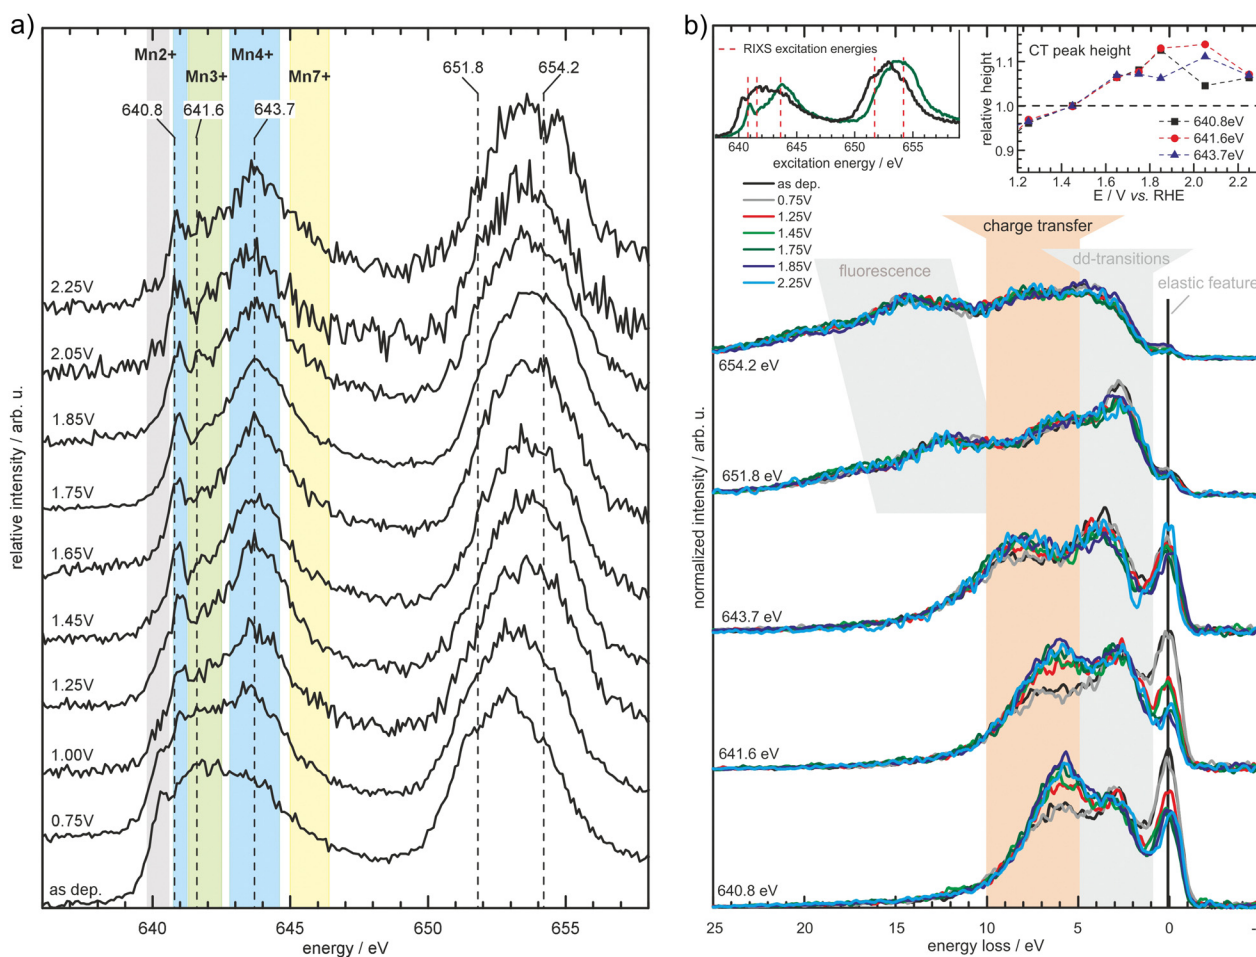 a)
Mn2+
Mn3+
Mn4+
Mn7+
640.8
641.6
643.7
651.8
654.2
2.25V
2.05V
1.85V
1.75V
1.65V
1.45V
1.25V
1.00V
0.75V
as dep.
relative intensity / arb. u.
640
645
650
655
energy / eV
b)
RIXS excitation energies
640
645
650
655
excitation energy / eV
CT peak height
relative height
1.1
1.0
0.9
640.8eV
641.6eV
643.7eV
1.2
1.4
1.6
1.8
2.0
2.2
E / V vs. RHE
as dep.
0.75V
1.25V
1.45V
1.75V
1.85V
2.25V
charge transfer
dd-transitions
fluorescence
elastic feature
654.2 eV
651.8 eV
643.7 eV
641.6 eV
640.8 eV
normalized intensity / arb. u.
25
20
15
10
5
0
energy loss / eV